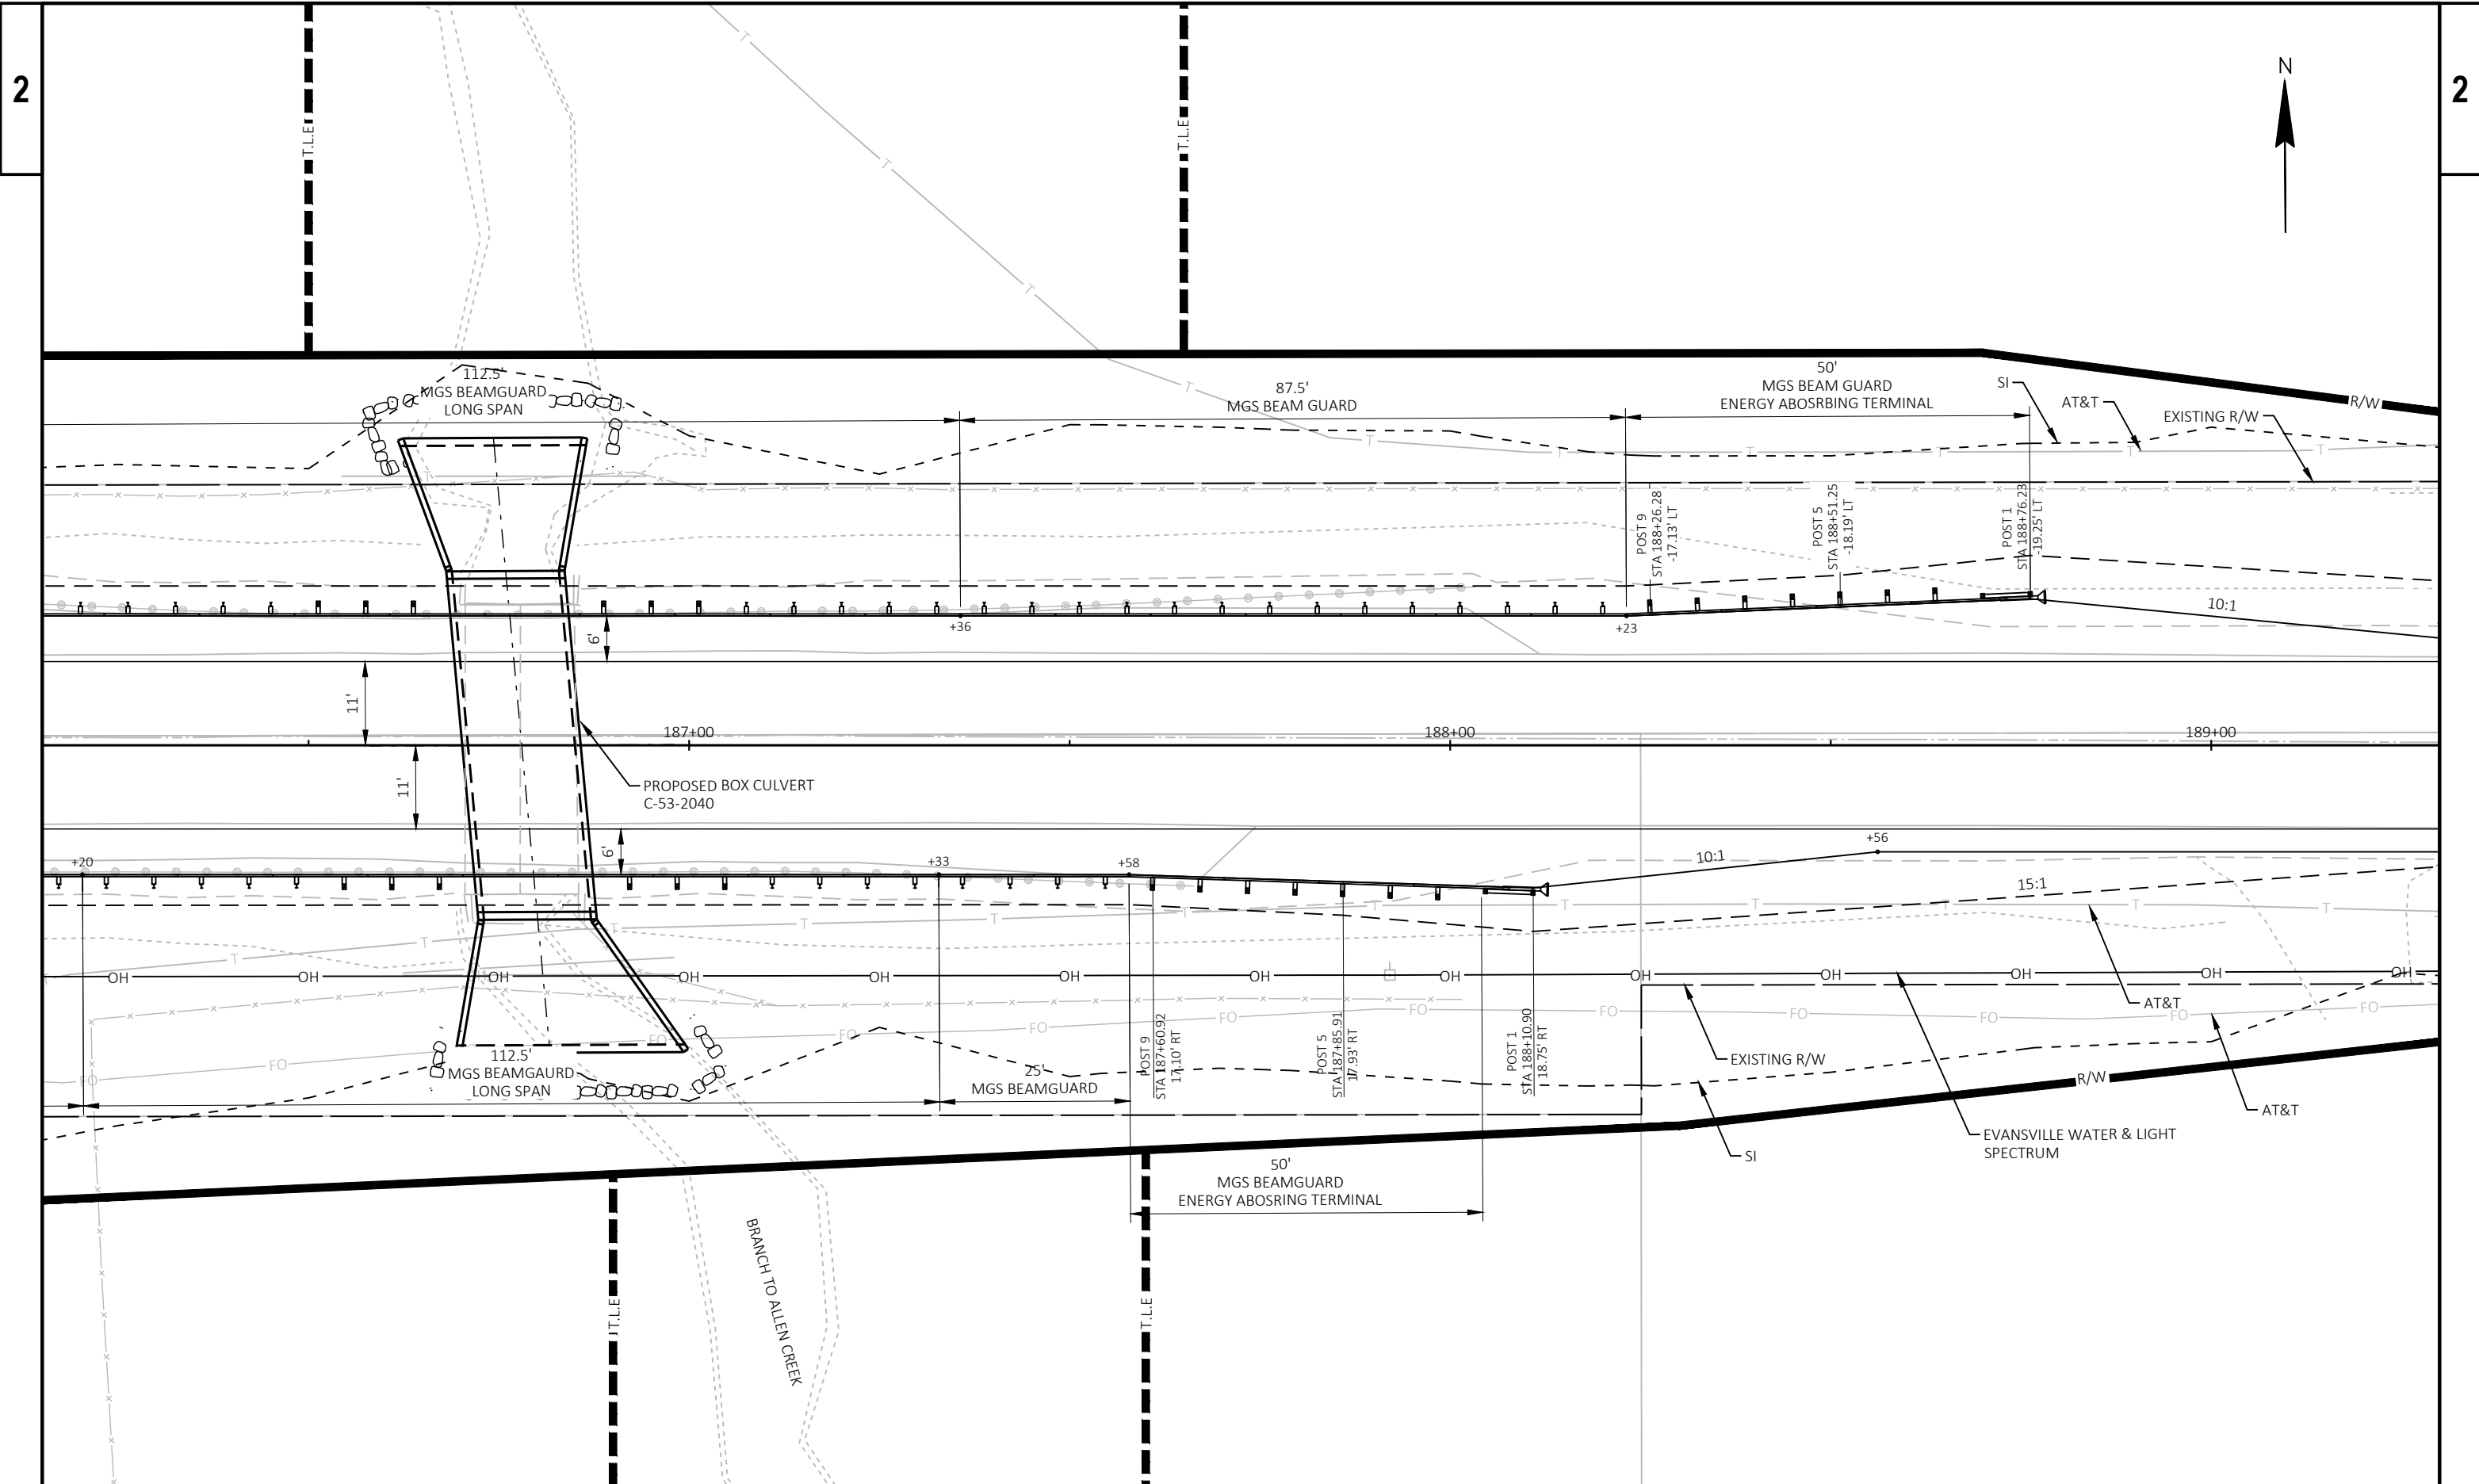 2
2
N
T.L.E
T.L.E
T
T
T
T
112.5'
MGS BEAMGUARD
LONG SPAN
87.5'
MGS BEAM GUARD
50'
MGS BEAM GUARD
ENERGY ABOSRBING TERMINAL
SI
AT&T
EXISTING R/W
R/W
T
T
T
T
T
T
T
POST 9
STA 188+26.28
-17.13' LT
POST 5
STA 188+51.25
-18.19' LT
POST 1
STA 188+76.23
-19.25' LT
10:1
+36
+23
6'
11'
187+00
188+00
189+00
11'
PROPOSED BOX CULVERT
C-53-2040
6'
+20
+33
+58
+56
10:1
15:1
T
T
T
T
T
T
T
T
T
T
T
T
OH
OH
OH
OH
OH
OH
OH
OH
OH
OH
OH
OH
OH
FO
FO
FO
FO
FO
FO
FO
FO
FO
FO
FO
FO
FO
AT&T
EXISTING R/W
112.5'
MGS BEAMGAURD
LONG SPAN
25'
MGS BEAMGUARD
POST 9
STA 187+60.92
17.10' RT
POST 5
STA 187+85.91
17.93' RT
POST 1
STA 188+10.90
18.75' RT
R/W
AT&T
EVANSVILLE WATER & LIGHT
SPECTRUM
SI
50'
MGS BEAMGUARD
ENERGY ABOSRING TERMINAL
BRANCH TO ALLEN CREEK
T.L.E
T.L.E